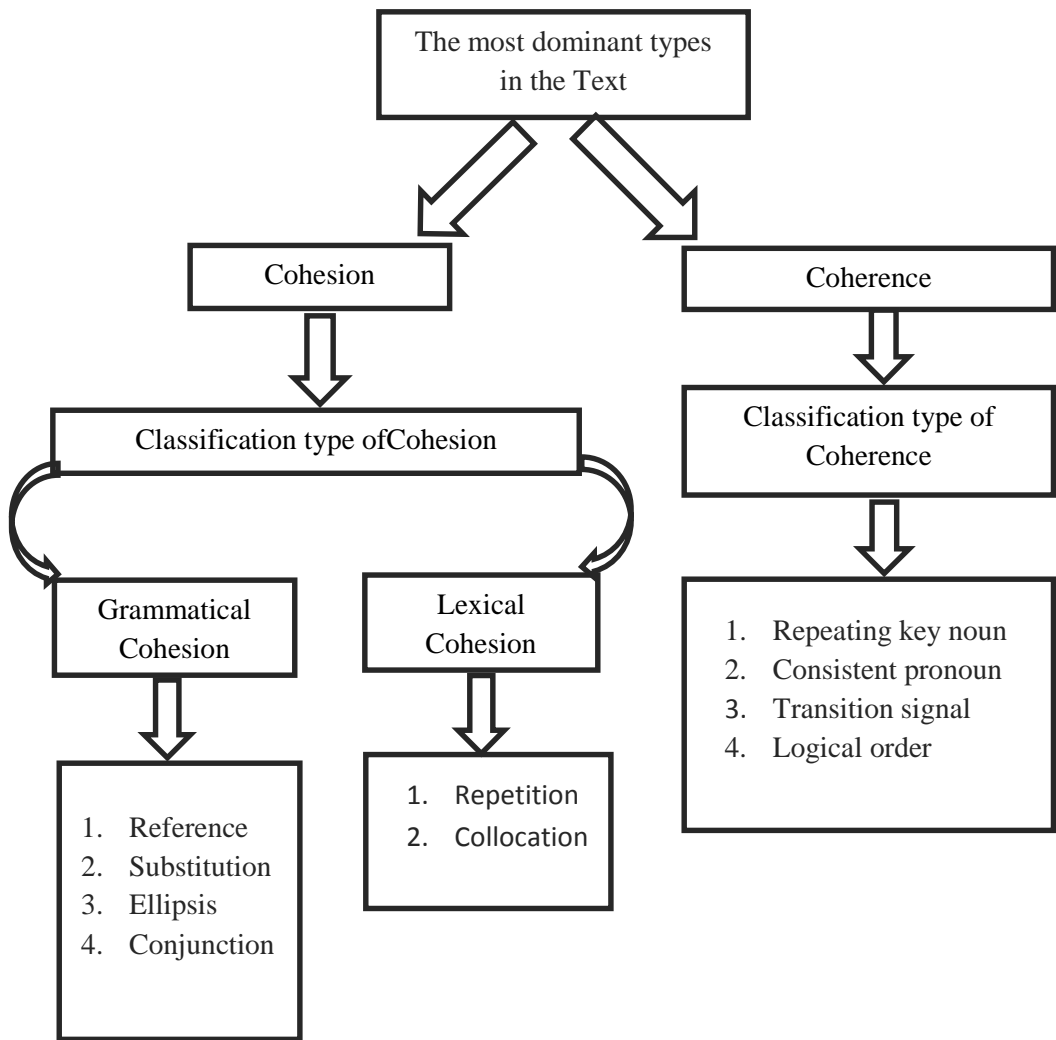 The most dominant types
in the Text
Cohesion
Coherence
Classification type ofCohesion
Classification type of
Coherence
Grammatical
Cohesion
Lexical
Cohesion
1. Repeating key noun
2. Consistent pronoun
3. Transition signal
4. Logical order
1. Repetition
2. Collocation
1. Reference
2. Substitution
3. Ellipsis
4. Conjunction